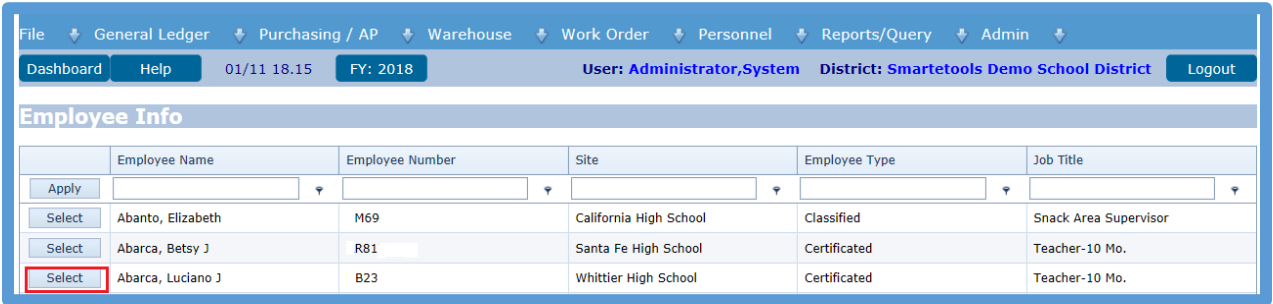 File General Ledger Purchasing / AP Warehouse Work Order Personnel Reports/Query Admin
Dashboard Help 01/11 18.15 FY: 2018 User: Administrator,System District: Smartetools Demo School District Logout
Employee Info
Employee Name Employee Number Site Employee Type Job Title
Apply
Select Abanto, Elizabeth M69 California High School Classified Snack Area Supervisor
Select Abarca, Betsy J R81 Santa Fe High School Certificated Teacher-10 Mo.
Select Abarca, Luciano J B23 Whittier High School Certificated Teacher-10 Mo.